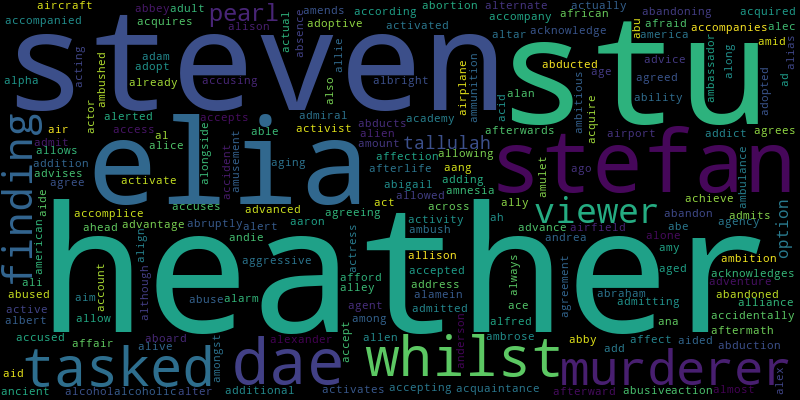 aircraft abbey adult according abortion alternate african abandoning acquired
accompanied acquires pearl amends adoptive activated accompany afraid america abu accompanies alec
alison actual absence allie altar acknowledge amid alias
stevens stu
acting ambushed adam adopt accusing also albright airplane abducted age advice agreed ambassador along
alpha already ammunition acid alan ambitious ability ad adopted
actor alerted accepts admiral academy afterwards acquire
finding air access al able activist abducts alien tallulah airport addict agrees
admit alice alongside amusement accident amount allowing stefan
allows elia affection aang ago ambulance
addition aging afterlife adding amulet
advises activate abigail amnesia
agree act allowed achieve
aide accomplice accuses advanced aaron agreeing across ally viewer abandon admits option
american ahead advantage abruptly alert activity ah advance airfield abe agency
andie ambush andrea alone amy
heather
ali align aggressive actress allison always agreement aged ambition
account afford accepted acknowledges
abused aim although abuse alarm alley address ace abraham adventure abandoned
active allow agent alamein admitting alliance
albert alexander among admitted alfred ana accidentally
accused affair aboard accept allen ambrose abby affect aided aftermath
alive amongst anderson add abduction
aid tasked dae whilst murderer alex
ancient alcohol alcoholic alter additional activates accepting acquaintance afterward abusive action almost